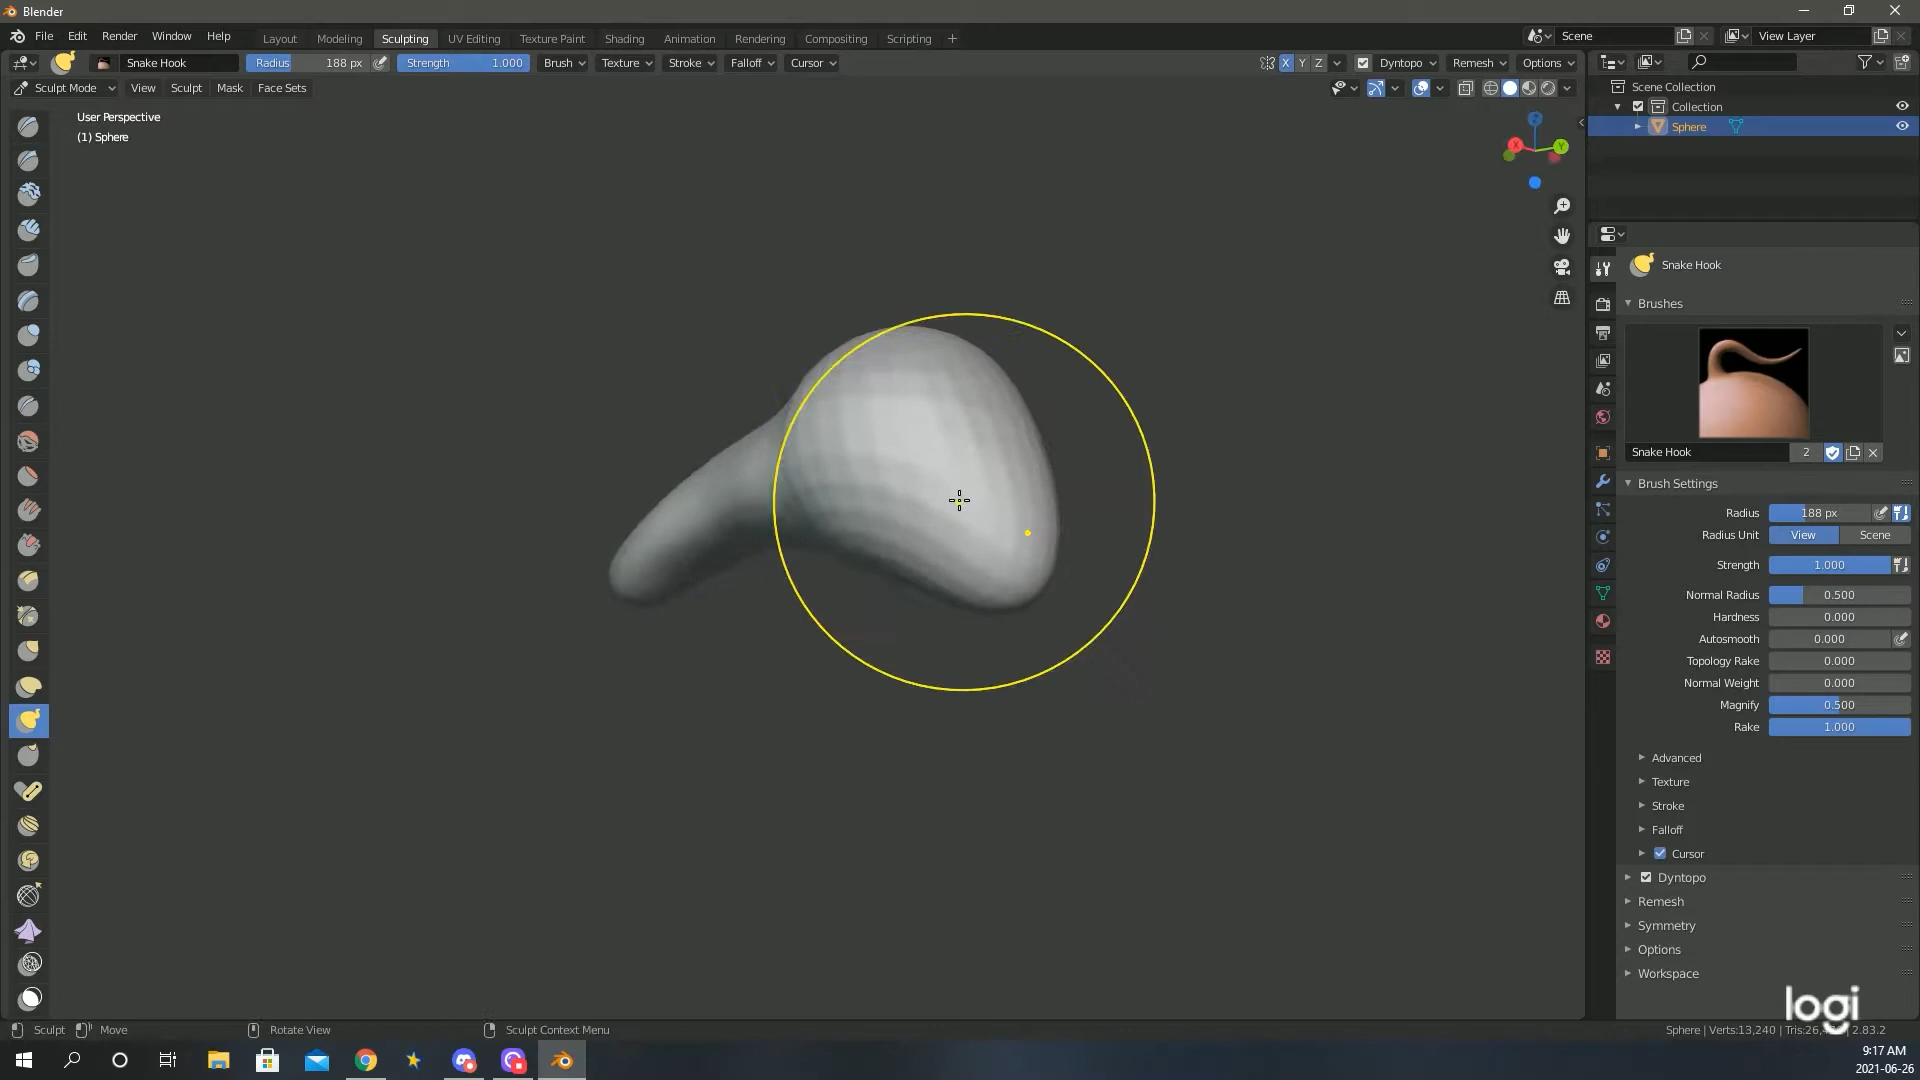 Blender
File Edit Render Window Help
Layout Modeling Sculpting UV Editing Texture Paint Shading Animation Rendering Compositing Scripting +
Scene
View Layer
Snake Hook Radius 188 px Strength 1.000 Brush Texture Stroke Falloff Cursor
X Y Z Dyntopo Remesh Options
Sculpt Mode View Sculpt Mask Face Sets
User Perspective
(1) Sphere
Z
X Y
Scene Collection
Collection
Sphere
Snake Hook
Brushes
Snake Hook 2
Brush Settings
Radius 188 px
Radius Unit View Scene
Strength 1.000
Normal Radius 0.500
Hardness 0.000
Autosmooth 0.000
Topology Rake 0.000
Normal Weight 0.000
Magnify 0.500
Rake 1.000
Advanced
Texture
Stroke
Falloff
Cursor
Dyntopo
Remesh
Symmetry
Options
Workspace
logi
Sculpt Move Rotate View Sculpt Context Menu
Sphere | Verts:13,240 | 2.83.2
9:17 AM
2021-06-26